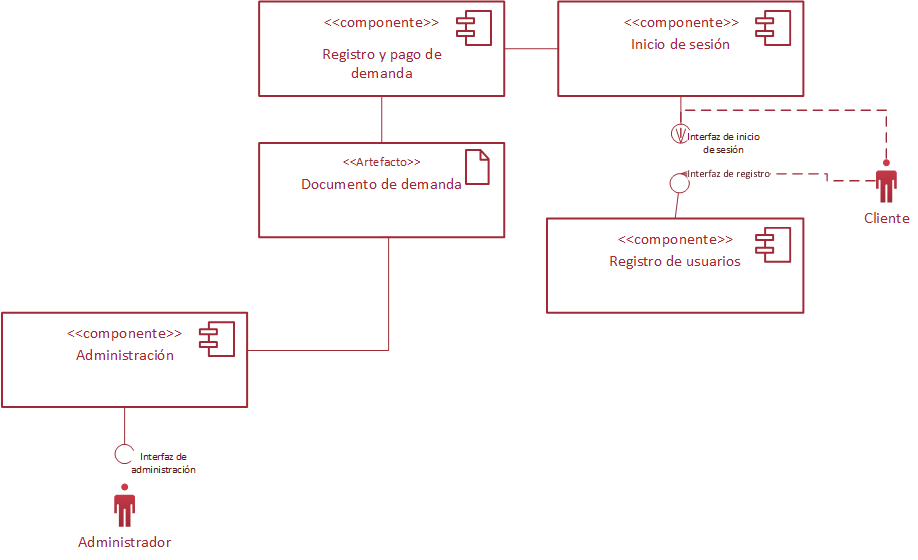 <<componente>>
Registro y pago de
demanda
<<componente>>
Inicio de sesión
Interfaz de inicio
de sesión
<<Artefacto>>
Documento de demanda
Interfaz de registro
Cliente
<<componente>>
Registro de usuarios
<<componente>>
Administración
Interfaz de
administración
Administrador